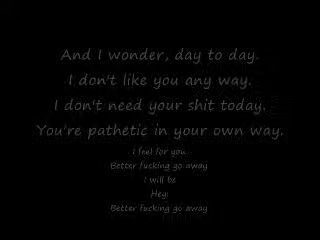 And I wonder, day to day.
I don't like you any way.
I don't need your shit today.
You're pathetic in your own way.
I feel for you
Better fucking go away
I will be
Hey:
Better fucking go away